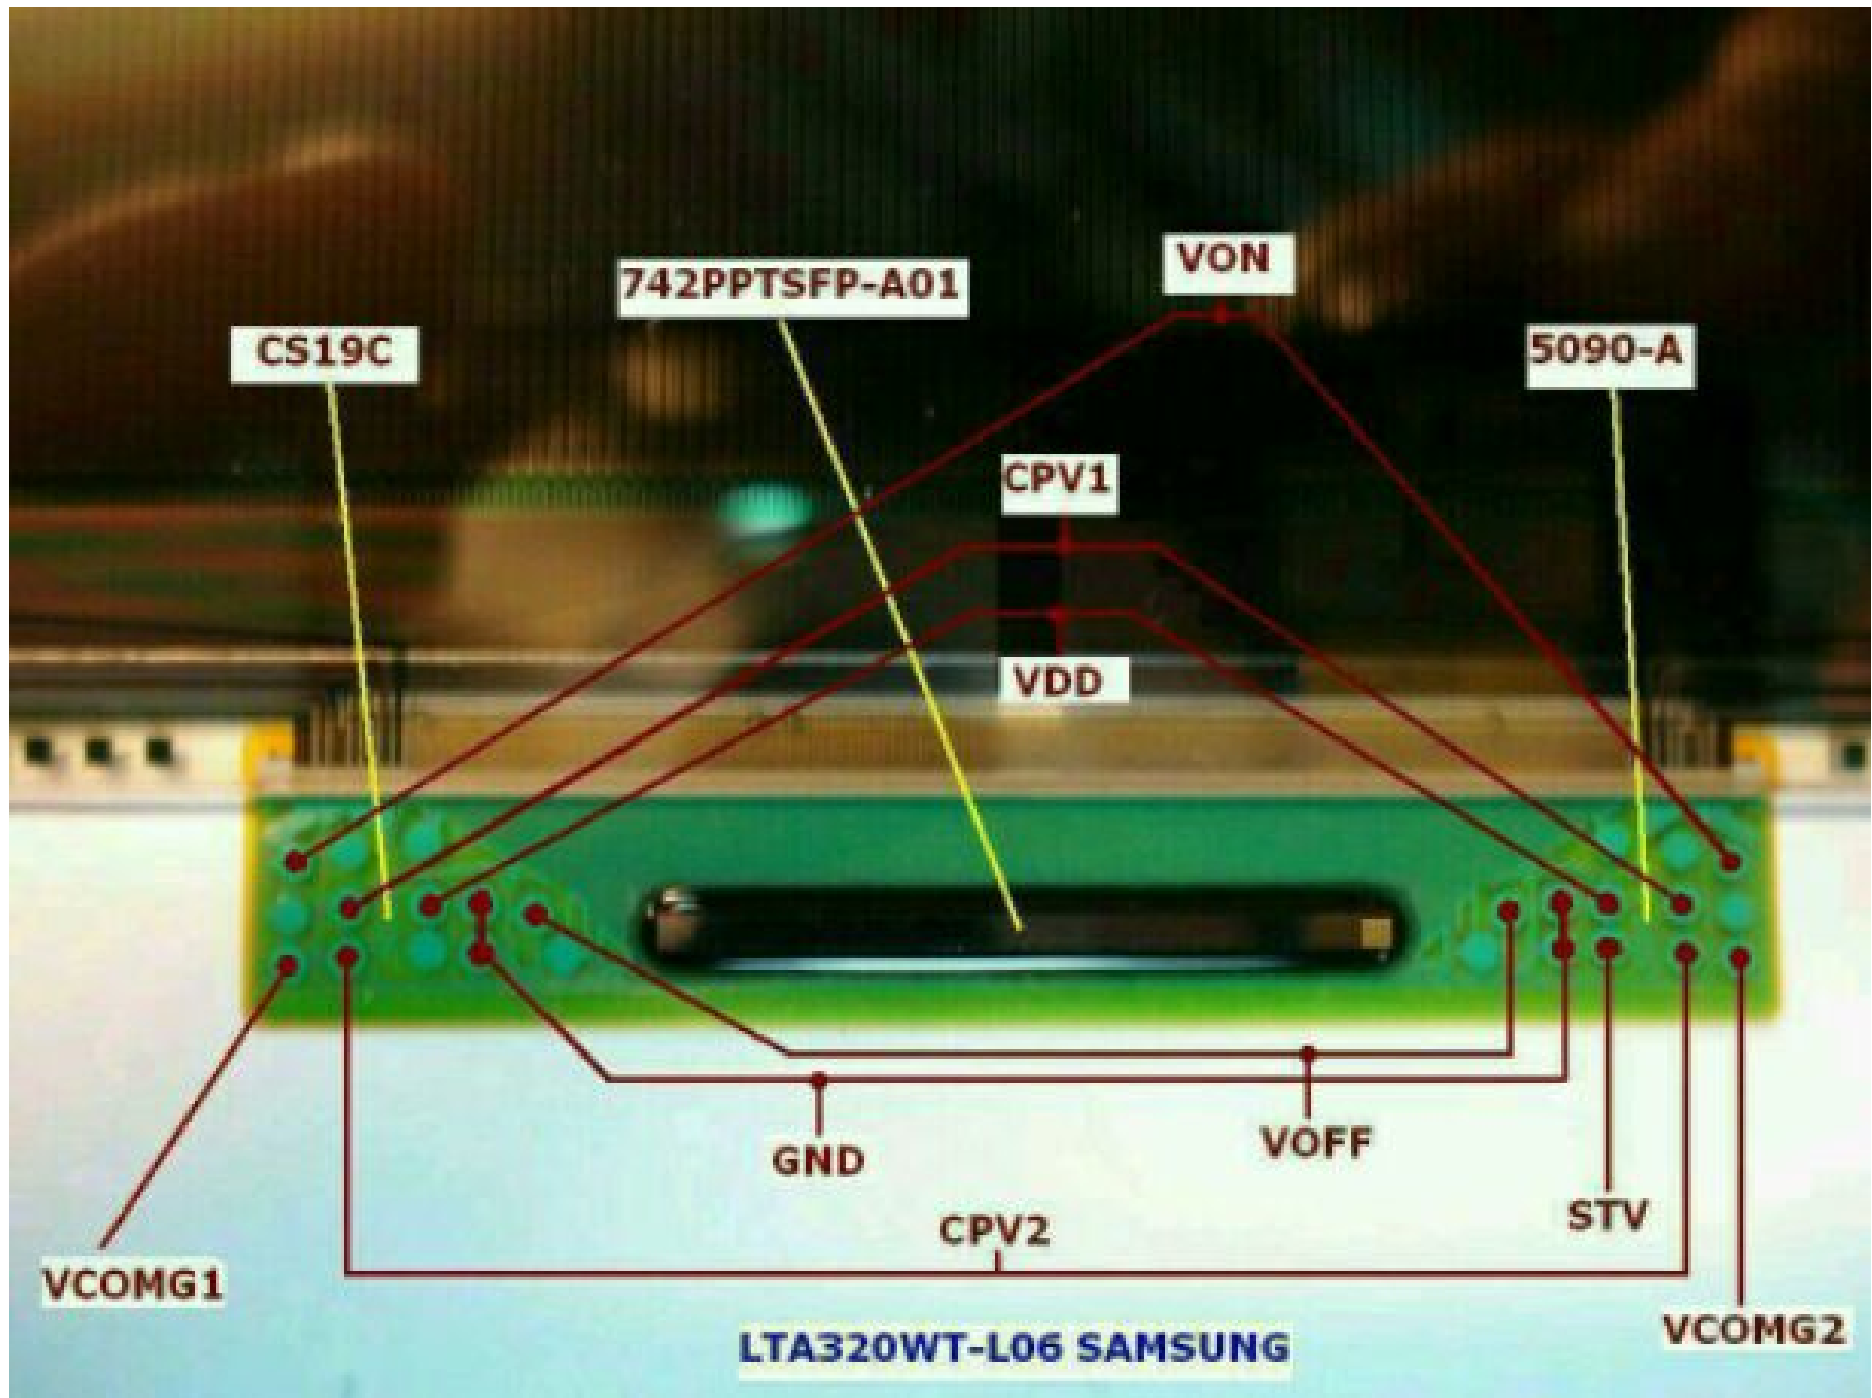 VON
742PPTSFP-A01
CS19C
5090-A
CPV1
VDD
VOFF
GND
STV
CPV2
VCOMG1
VCOMG2
LTA320WT-L06 SAMSUNG